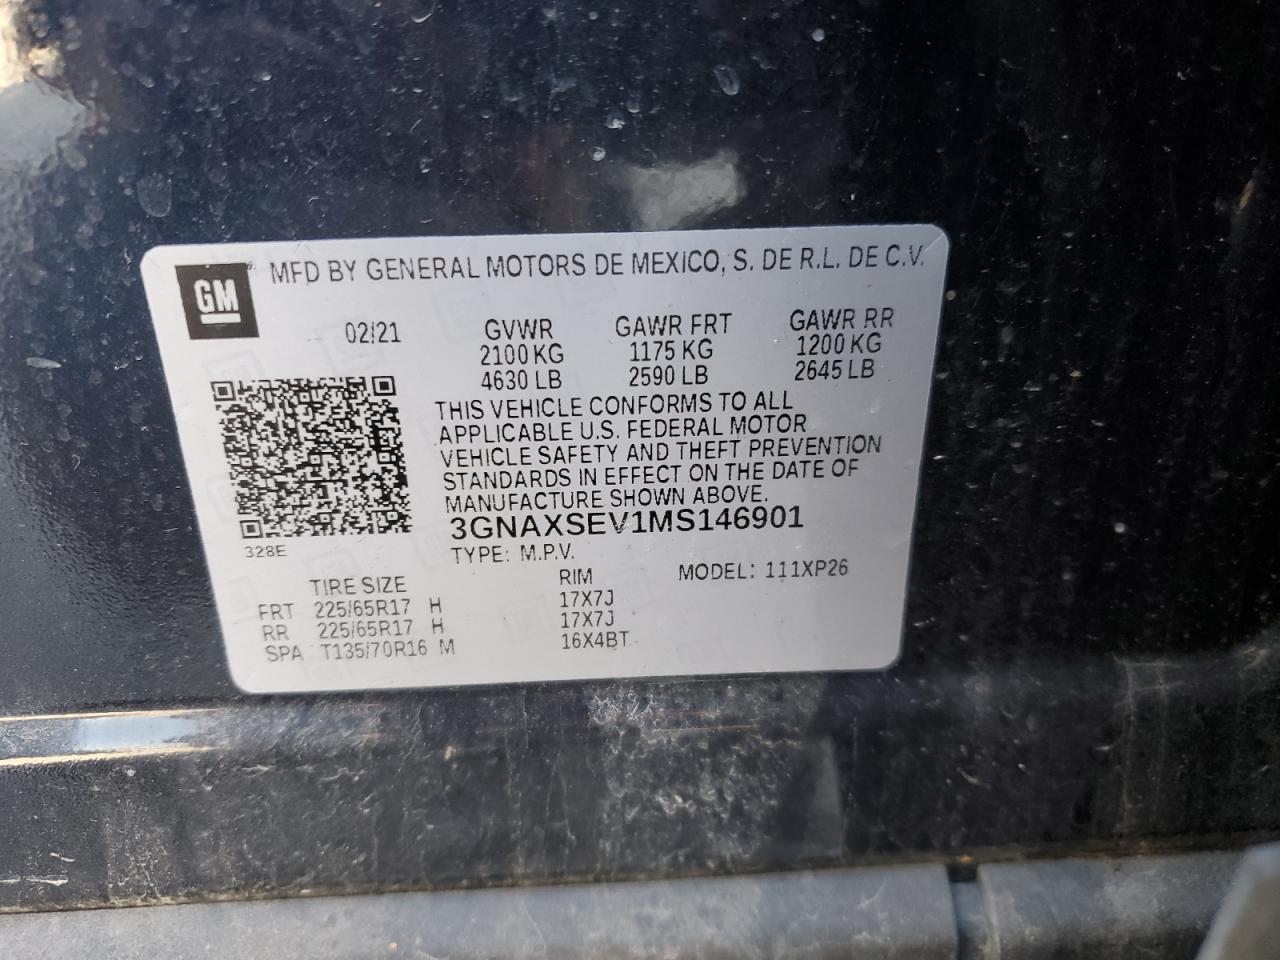 GM
MFD BY GENERAL MOTORS DE MEXICO, S. DE R.L. DE C.V.
02/21 GVWR GAWR FRT GAWR RR
2100 KG 1175 KG 1200 KG
4630 LB 2590 LB 2645 LB
THIS VEHICLE CONFORMS TO ALL
APPLICABLE U.S. FEDERAL MOTOR
VEHICLE SAFETY AND THEFT PREVENTION
STANDARDS IN EFFECT ON THE DATE OF
MANUFACTURE SHOWN ABOVE.
3GNAXSEV1MS146901
328E
TYPE: M.P.V.
TIRE SIZE RIM MODEL: 111XP26
FRT 225/65R17 H 17X7J
RR 225/65R17 H 17X7J
SPA T135/70R16 M 16X4BT